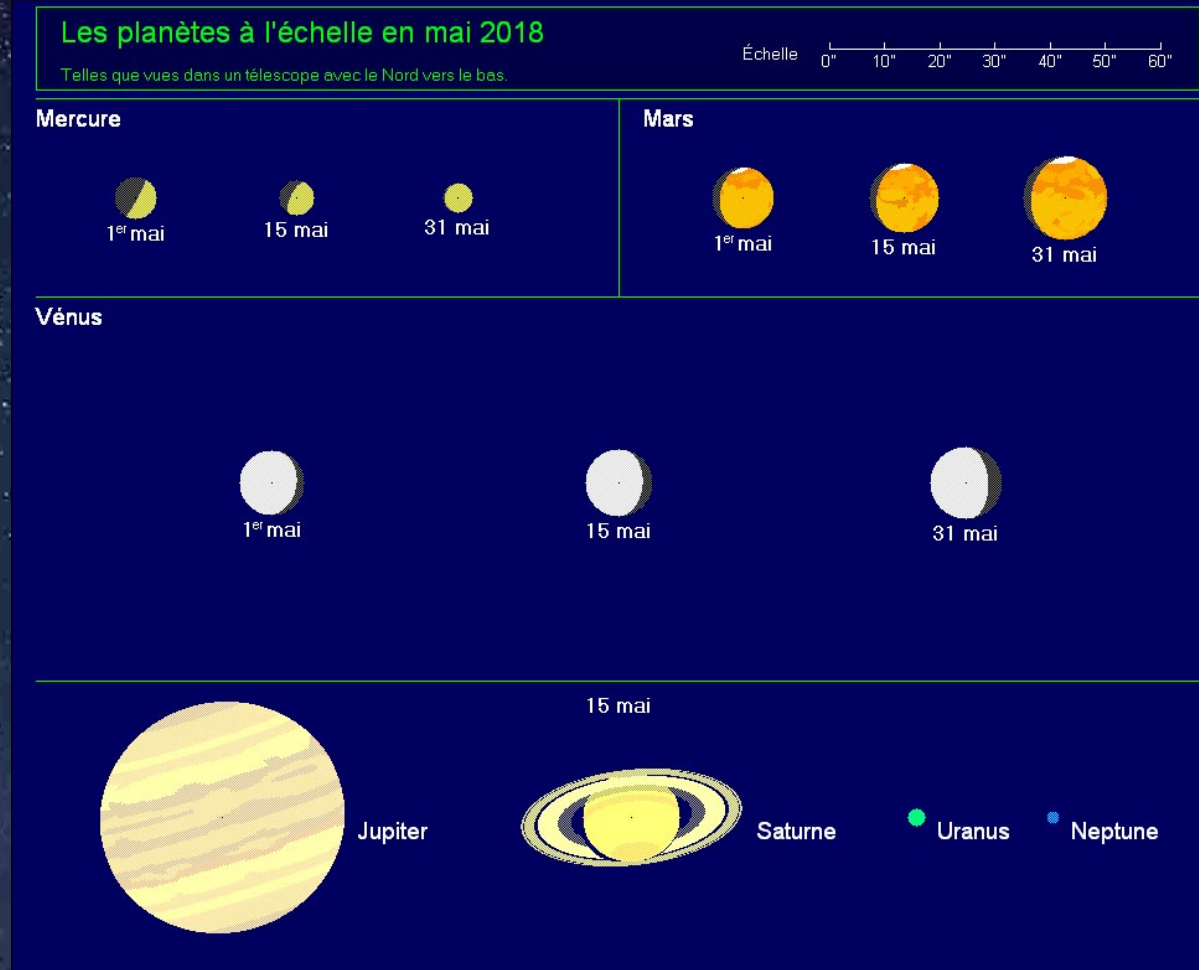 Les planètes à l'échelle en mai 2018
Telles que vues dans un télescope avec le Nord vers le bas.
Échelle
0" 10" 20" 30" 40" 50" 60"
Mercure
1er mai
15 mai
31 mai
Mars
1er mai
15 mai
31 mai
Vénus
1er mai
15 mai
31 mai
15 mai
Jupiter
Saturne
Uranus
Neptune